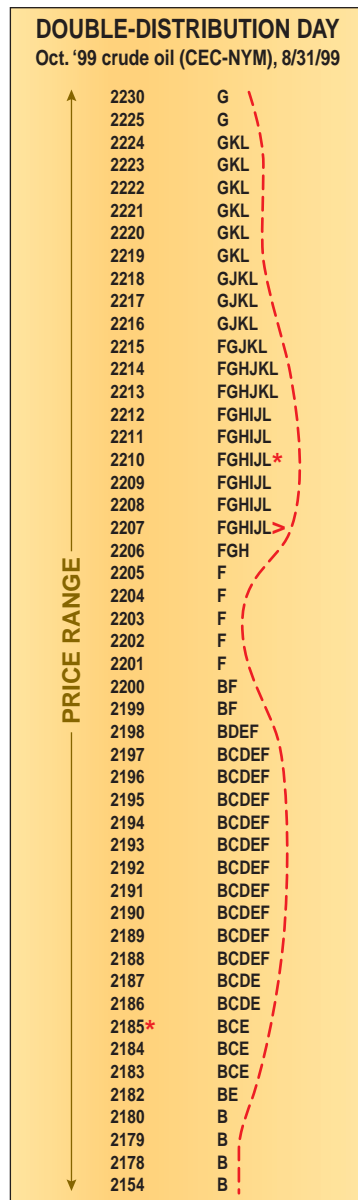 DOUBLE-DISTRIBUTION DAY
Oct. ‘99 crude oil (CEC-NYM), 8/31/99
PRICE RANGE
2230 G
2225 G
2224 GKL
2223 GKL
2222 GKL
2221 GKL
2220 GKL
2219 GKL
2218 GJKL
2217 GJKL
2216 GJKL
2215 FGJKL
2214 FGHJKL
2213 FGHJKL
2212 FGHIJL
2211 FGHIJL
2210 FGHIJL*
2209 FGHIJL
2208 FGHIJL
2207 FGHIJL>
2206 FGH
2205 F
2204 F
2203 F
2202 F
2201 F
2200 BF
2199 BF
2198 BDEF
2197 BCDEF
2196 BCDEF
2195 BCDEF
2194 BCDEF
2193 BCDEF
2192 BCDEF
2191 BCDEF
2190 BCDEF
2189 BCDEF
2188 BCDEF
2187 BCDE
2186 BCDE
2185* BCE
2184 BCE
2183 BCE
2182 BE
2180 B
2179 B
2178 B
2154 B